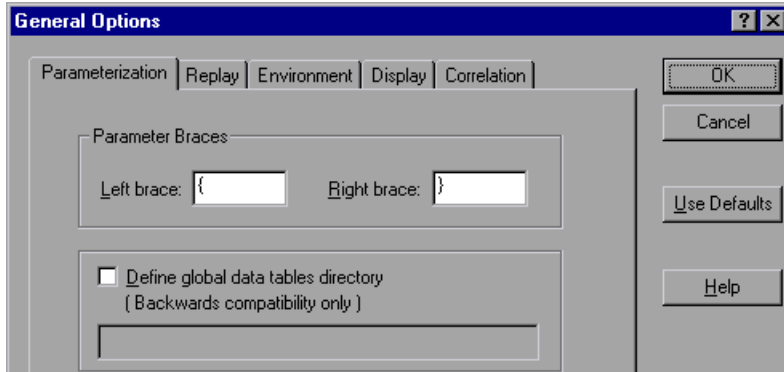 General Options
Parameterization Replay Environment Display Correlation
OK
Cancel
Use Defaults
Help
Parameter Braces
Left brace: { Right brace: }
Define global data tables directory
( Backwards compatibility only )